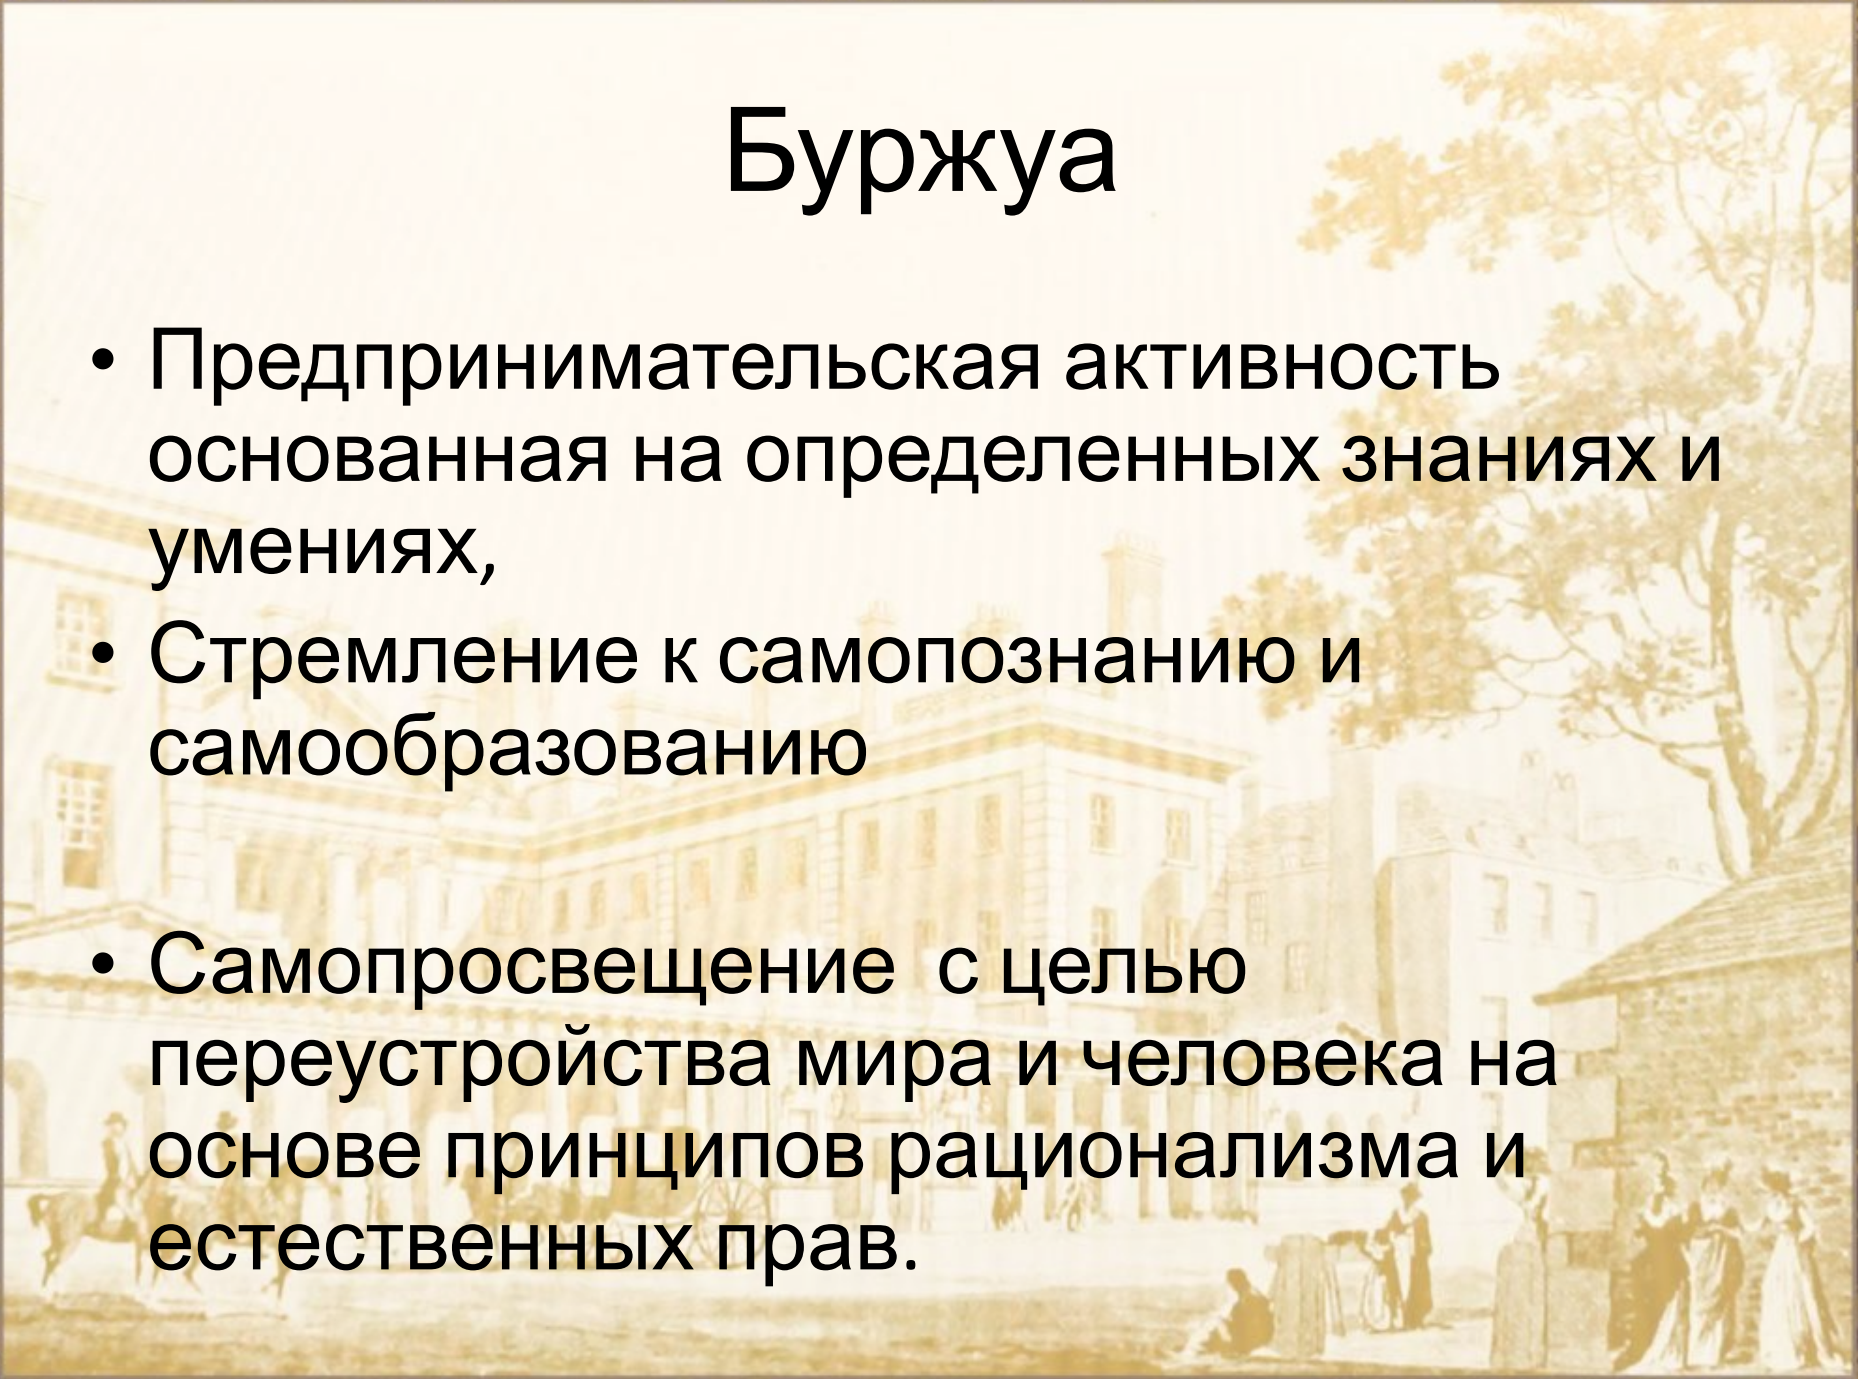 Буржуа
• Предпринимательская активность
основанная на определенных знаниях и
умениях,
• Стремление к самопознанию и
самообразованию
• Самопросвещение  с целью
переустройства мира и человека на
основе принципов рационализма и
естественных прав.